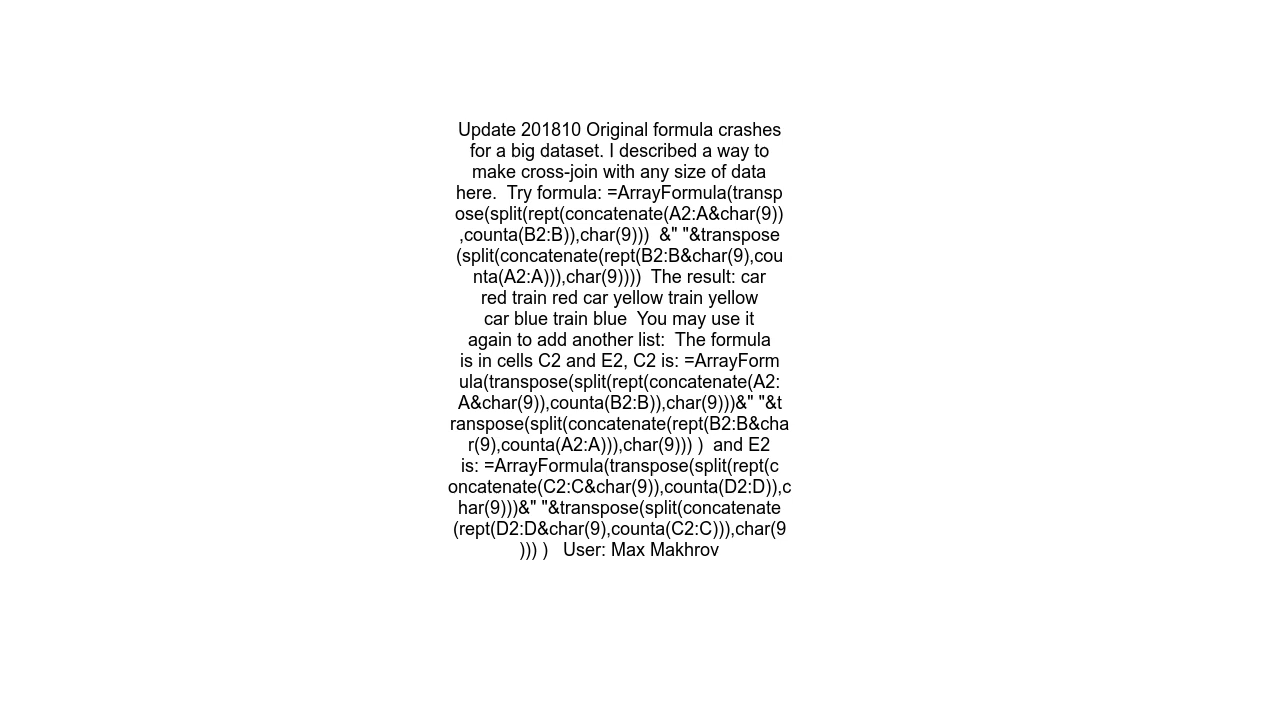 Update 201810 Original formula crashes
for a big dataset. I described a way to
make cross-join with any size of data
here.  Try formula: =ArrayFormula(transp
ose(split(rept(concatenate(A2:A&char(9))
,counta(B2:B)),char(9)))  &" "&transpose
(split(concatenate(rept(B2:B&char(9),cou
nta(A2:A))),char(9))))  The result: car
red train red car yellow train yellow
car blue train blue  You may use it
again to add another list:  The formula
is in cells C2 and E2, C2 is: =ArrayForm
ula(transpose(split(rept(concatenate(A2:
A&char(9)),counta(B2:B)),char(9)))&" "&t
ranspose(split(concatenate(rept(B2:B&cha
r(9),counta(A2:A))),char(9))) )  and E2
is: =ArrayFormula(transpose(split(rept(c
oncatenate(C2:C&char(9)),counta(D2:D)),c
har(9)))&" "&transpose(split(concatenate
(rept(D2:D&char(9),counta(C2:C))),char(9
))) )   User: Max Makhrov